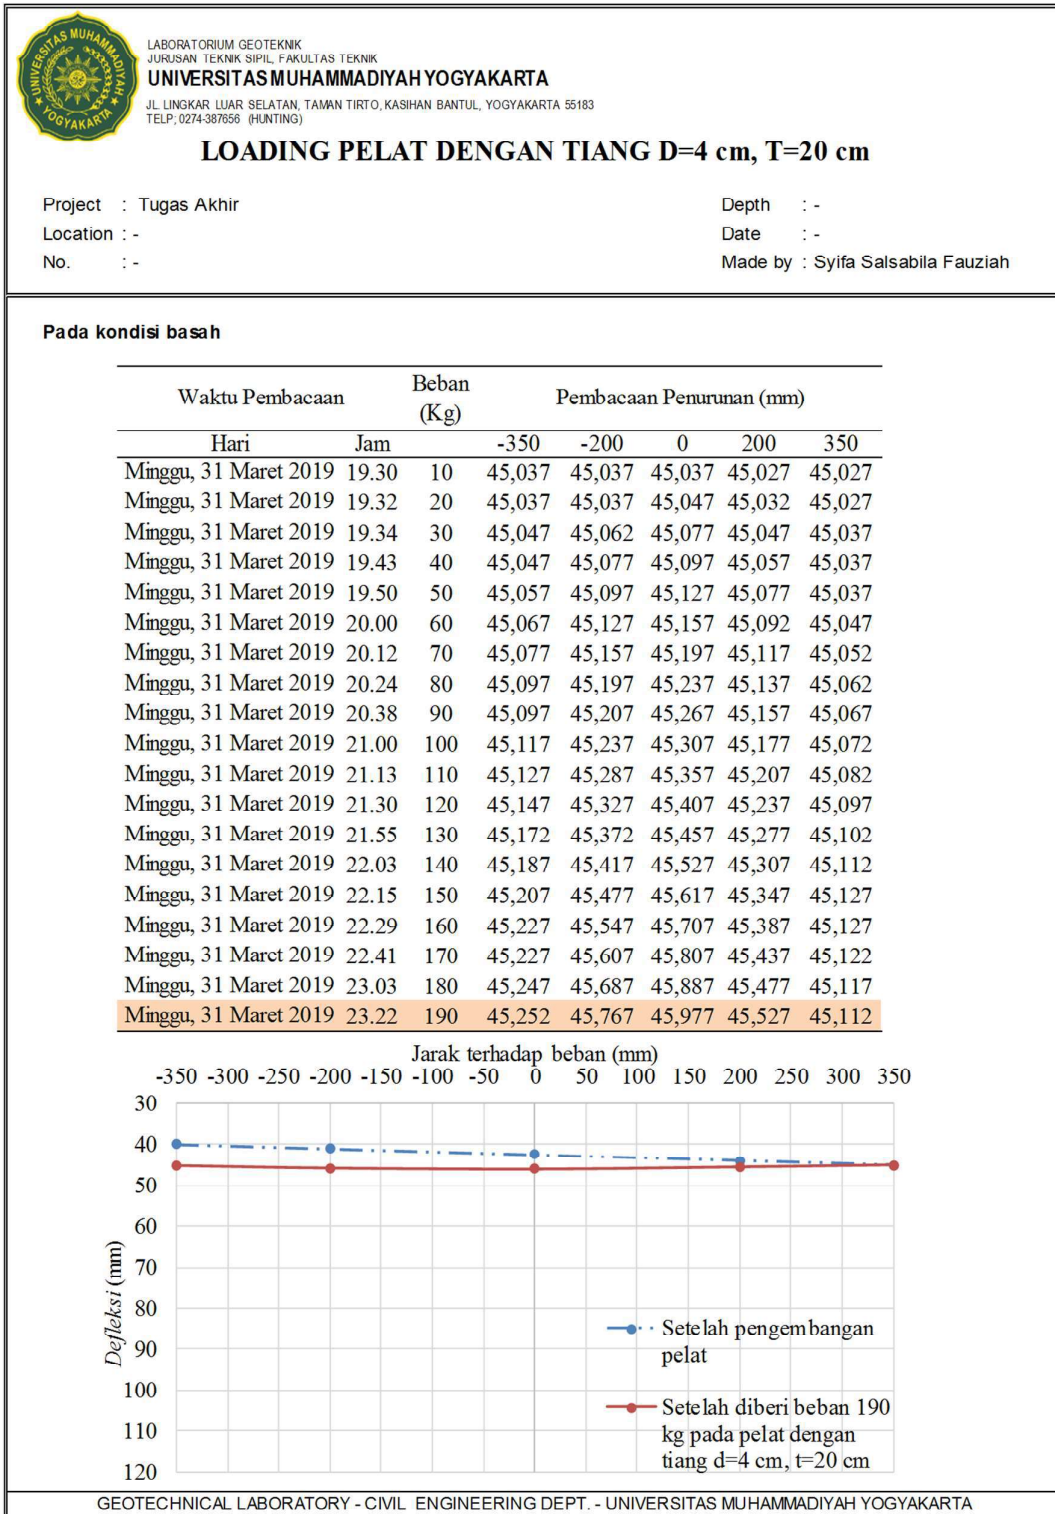 UNIVERSITAS MUHAMMADIYAH
YOGYAKARTA
LABORATORIUM GEOTEKNIK
JURUSAN TEKNIK SIPIL, FAKULTAS TEKNIK
UNIVERSITAS MUHAMMADIYAH YOGYAKARTA
JL. LINGKAR LUAR SELATAN, TAMAN TIRTO, KASIHAN BANTUL, YOGYAKARTA 55183
TELP; 0274-387656 (HUNTING)
LOADING PELAT DENGAN TIANG D=4 cm, T=20 cm
Project : Tugas Akhir Depth : -
Location : - Date : -
No. : - Made by : Syifa Salsabila Fauziah
Pada kondisi basah
Waktu Pembacaan Beban (Kg) Pembacaan Penurunan (mm)
Hari Jam -350 -200 0 200 350
Minggu, 31 Maret 2019 19.30 10 45,037 45,037 45,037 45,027 45,027
Minggu, 31 Maret 2019 19.32 20 45,037 45,037 45,047 45,032 45,027
Minggu, 31 Maret 2019 19.34 30 45,047 45,062 45,077 45,047 45,037
Minggu, 31 Maret 2019 19.43 40 45,047 45,077 45,097 45,057 45,037
Minggu, 31 Maret 2019 19.50 50 45,057 45,097 45,127 45,077 45,037
Minggu, 31 Maret 2019 20.00 60 45,067 45,127 45,157 45,092 45,047
Minggu, 31 Maret 2019 20.12 70 45,077 45,157 45,197 45,117 45,052
Minggu, 31 Maret 2019 20.24 80 45,097 45,197 45,237 45,137 45,062
Minggu, 31 Maret 2019 20.38 90 45,097 45,207 45,267 45,157 45,067
Minggu, 31 Maret 2019 21.00 100 45,117 45,237 45,307 45,177 45,072
Minggu, 31 Maret 2019 21.13 110 45,127 45,287 45,357 45,207 45,082
Minggu, 31 Maret 2019 21.30 120 45,147 45,327 45,407 45,237 45,097
Minggu, 31 Maret 2019 21.55 130 45,172 45,372 45,457 45,277 45,102
Minggu, 31 Maret 2019 22.03 140 45,187 45,417 45,527 45,307 45,112
Minggu, 31 Maret 2019 22.15 150 45,207 45,477 45,617 45,347 45,127
Minggu, 31 Maret 2019 22.29 160 45,227 45,547 45,707 45,387 45,127
Minggu, 31 Maret 2019 22.41 170 45,227 45,607 45,807 45,437 45,122
Minggu, 31 Maret 2019 23.03 180 45,247 45,687 45,887 45,477 45,117
Minggu, 31 Maret 2019 23.22 190 45,252 45,767 45,977 45,527 45,112
Jarak terhadap beban (mm)
-350 -300 -250 -200 -150 -100 -50 0 50 100 150 200 250 300 350
30
40
50
60
70
80
90
100
110
120
Defleksi (mm)
Setelah pengembangan
pelat
Setelah diberi beban 190
kg pada pelat dengan
tiang d=4 cm, t=20 cm
GEOTECHNICAL LABORATORY - CIVIL ENGINEERING DEPT. - UNIVERSITAS MUHAMMADIYAH YOGYAKARTA